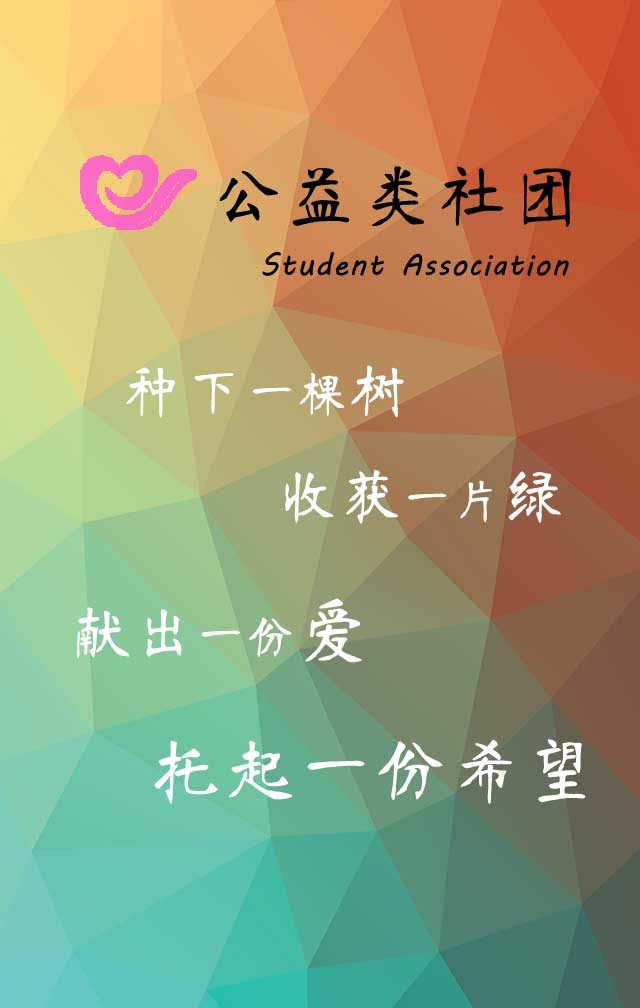 公益类社团
Student Association
种下一棵树
收获一片绿
献出一份爱
托起一份希望